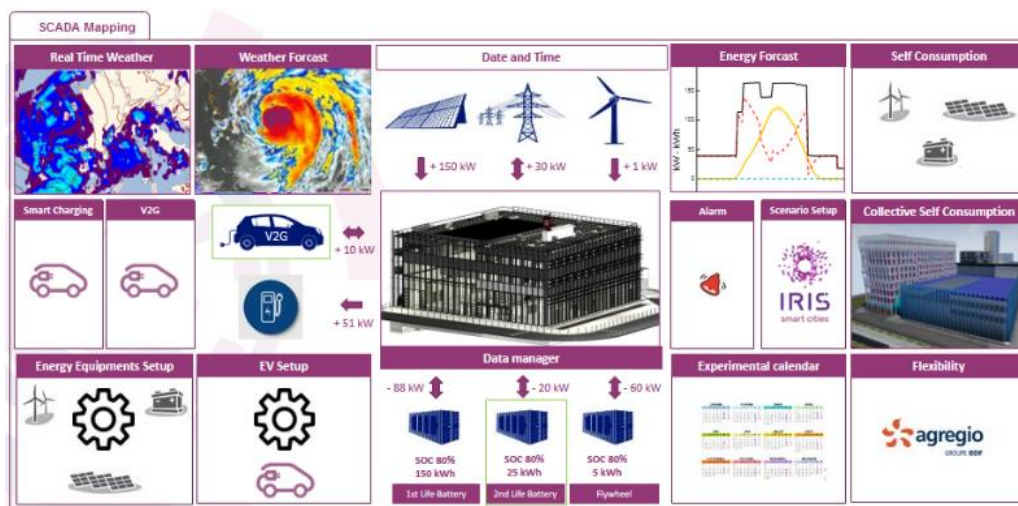 SCADA Mapping
Real Time Weather
Weather Forcast
Date and Time
Energy Forcast
Self Consumption
kW - kWh
150
100
50
0
+ 150 kW
+ 30 kW
+ 1 kW
Smart Charging
V2G
V2G
+ 10 kW
+ 51 kW
Alarm
Scenario Setup
IRIS
smart cities
Collective Self Consumption
Energy Equipments Setup
EV Setup
Data manager
- 88 kW
- 20 kW
- 60 kW
SOC 80%
150 kWh
SOC 80%
25 kWh
SOC 80%
5 kWh
1st Life Battery
2nd Life Battery
Flywheel
Experimental calendar
Flexibility
agregio
GROUPE EDF